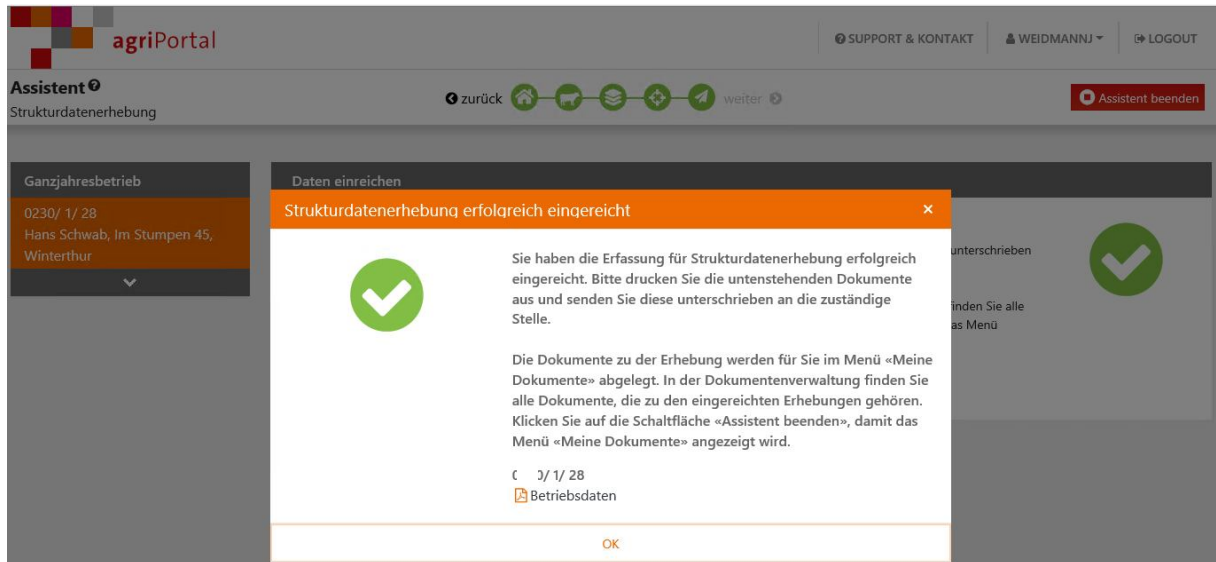 agriPortal
SUPPORT & KONTAKT
WEIDMANNJ
LOGOUT
Assistent
Strukturdatenerhebung
zurück
weiter
Assistent beenden
Ganzjahresbetrieb
0230/ 1/ 28
Hans Schwab, Im Stumpen 45,
Winterthur
Daten einreichen
unterschrieben
finden Sie alle
as Menü
Strukturdatenerhebung erfolgreich eingereicht
Sie haben die Erfassung für Strukturdatenerhebung erfolgreich
eingereicht. Bitte drucken Sie die untenstehenden Dokumente
aus und senden Sie diese unterschrieben an die zuständige
Stelle.
Die Dokumente zu der Erhebung werden für Sie im Menü «Meine
Dokumente» abgelegt. In der Dokumentenverwaltung finden Sie
alle Dokumente, die zu den eingereichten Erhebungen gehören.
Klicken Sie auf die Schaltfläche «Assistent beenden», damit das
Menü «Meine Dokumente» angezeigt wird.
/ 1/ 28
Betriebsdaten
OK